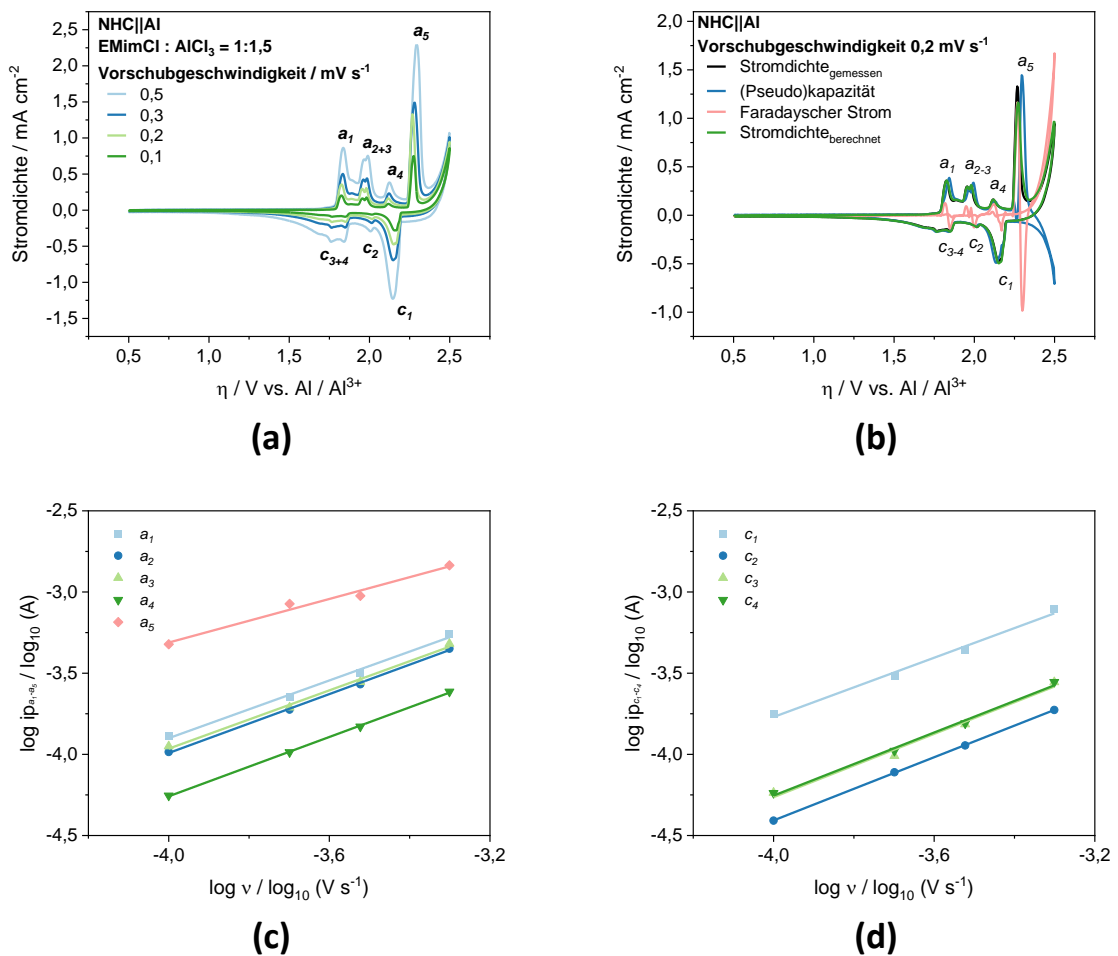 NHC||Al
EMimCl : AlCl₃ = 1:1,5
Vorschubgeschwindigkeit / mV s⁻¹
0,5
0,3
0,2
0,1
a₁
a₂₊₃
a₄
a₅
c₃₊₄
c₂
c₁
2,5
2,0
1,5
1,0
0,5
0,0
-0,5
-1,0
-1,5
Stromdichte / mA cm⁻²
0,5 1,0 1,5 2,0 2,5
η / V vs. Al / Al³⁺
(a)
NHC||Al
Vorschubgeschwindigkeit 0,2 mV s⁻¹
Stromdichte_gemessen
(Pseudo)kapazität
Faradayscher Strom
Stromdichte_berechnet
a₁
a₂₋₃
a₄
a₅
c₃₋₄
c₂
c₁
2,0
1,5
1,0
0,5
0,0
-0,5
-1,0
Stromdichte / mA cm⁻²
0,5 1,0 1,5 2,0 2,5
η / V vs. Al / Al³⁺
(b)
a₁
a₂
a₃
a₄
a₅
-2,5
-3,0
-3,5
-4,0
-4,5
log ip a₁-a₅ / log₁₀ (A)
-4,0 -3,6 -3,2
log ν / log₁₀ (V s⁻¹)
(c)
c₁
c₂
c₃
c₄
-2,5
-3,0
-3,5
-4,0
-4,5
log ip c₁-c₄ / log₁₀ (A)
-4,0 -3,6 -3,2
log ν / log₁₀ (V s⁻¹)
(d)